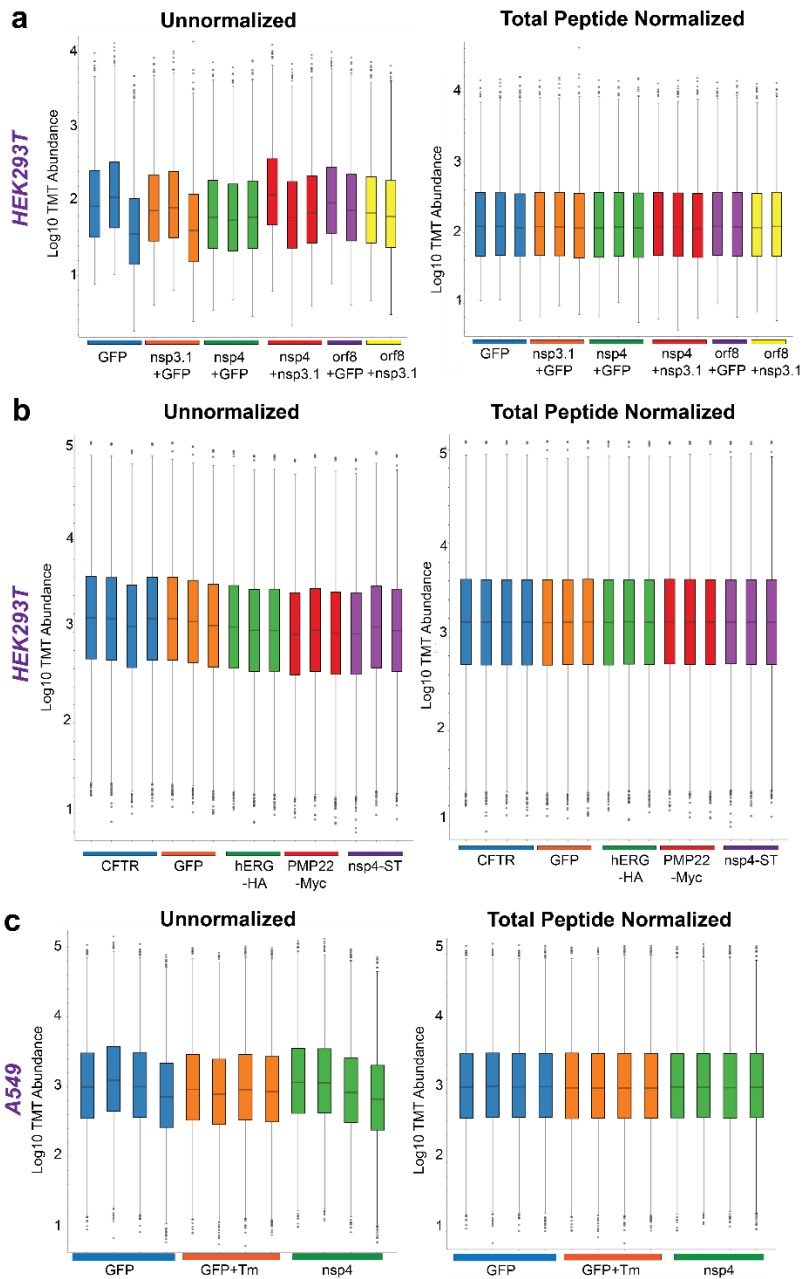 a
Unnormalized
Total Peptide Normalized
HEK293T
Log10 TMT Abundance
4
3
2
1
GFP
nsp3.1
+GFP
nsp4
+GFP
nsp4
+nsp3.1
orf8
+GFP
orf8
+nsp3.1
Log10 TMT Abundance
4
3
2
1
GFP
nsp3.1
+GFP
nsp4
+GFP
nsp4
+nsp3.1
orf8
+GFP
orf8
+nsp3.1
b
Unnormalized
Total Peptide Normalized
HEK293T
Log10 TMT Abundance
5
4
3
2
1
CFTR
GFP
hERG
-HA
PMP22
-Myc
nsp4-ST
Log10 TMT Abundance
5
4
3
2
1
CFTR
GFP
hERG
-HA
PMP22
-Myc
nsp4-ST
c
Unnormalized
Total Peptide Normalized
A549
Log10 TMT Abundance
5
4
3
2
1
GFP
GFP+Tm
nsp4
Log10 TMT Abundance
5
4
3
2
1
GFP
GFP+Tm
nsp4